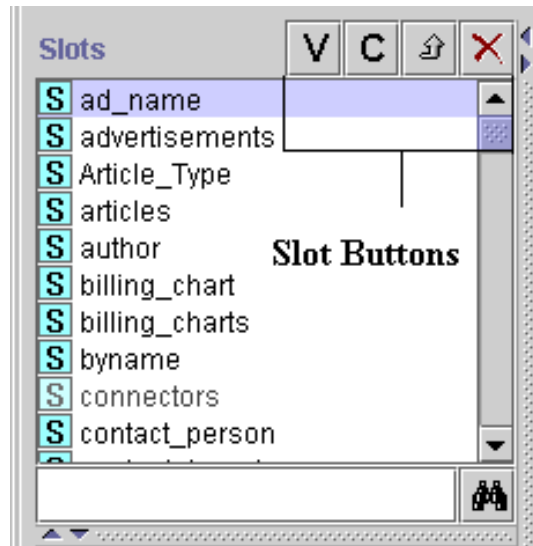 Slots V C
S ad_name
S advertisements
S Article_Type
S articles
S author
Slot Buttons
S billing_chart
S billing_charts
S byname
S connectors
S contact_person